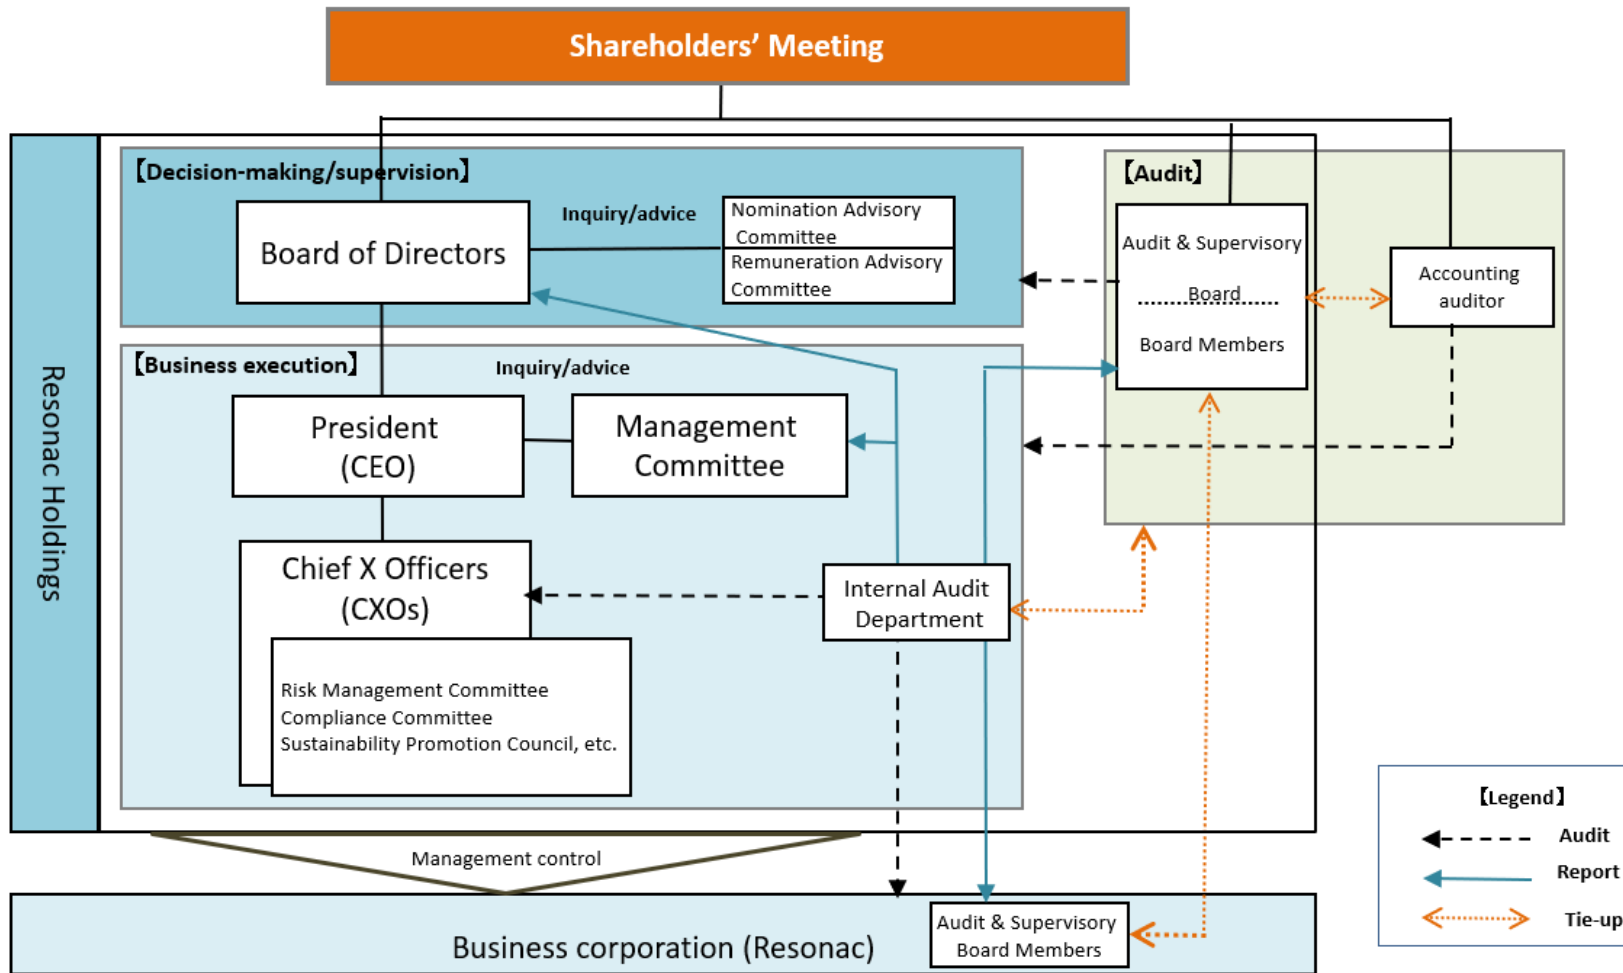 Shareholders’ Meeting
Resonac Holdings
【Decision-making/supervision】
Board of Directors
Inquiry/advice
Nomination Advisory
Committee
Remuneration Advisory
Committee
【Audit】
Audit & Supervisory
Board
Board Members
Accounting
auditor
【Business execution】
Inquiry/advice
President
(CEO)
Management
Committee
Chief X Officers
(CXOs)
Internal Audit
Department
Risk Management Committee
Compliance Committee
Sustainability Promotion Council, etc.
Management control
Business corporation (Resonac)
Audit & Supervisory
Board Members
【Legend】
Audit
Report
Tie-up